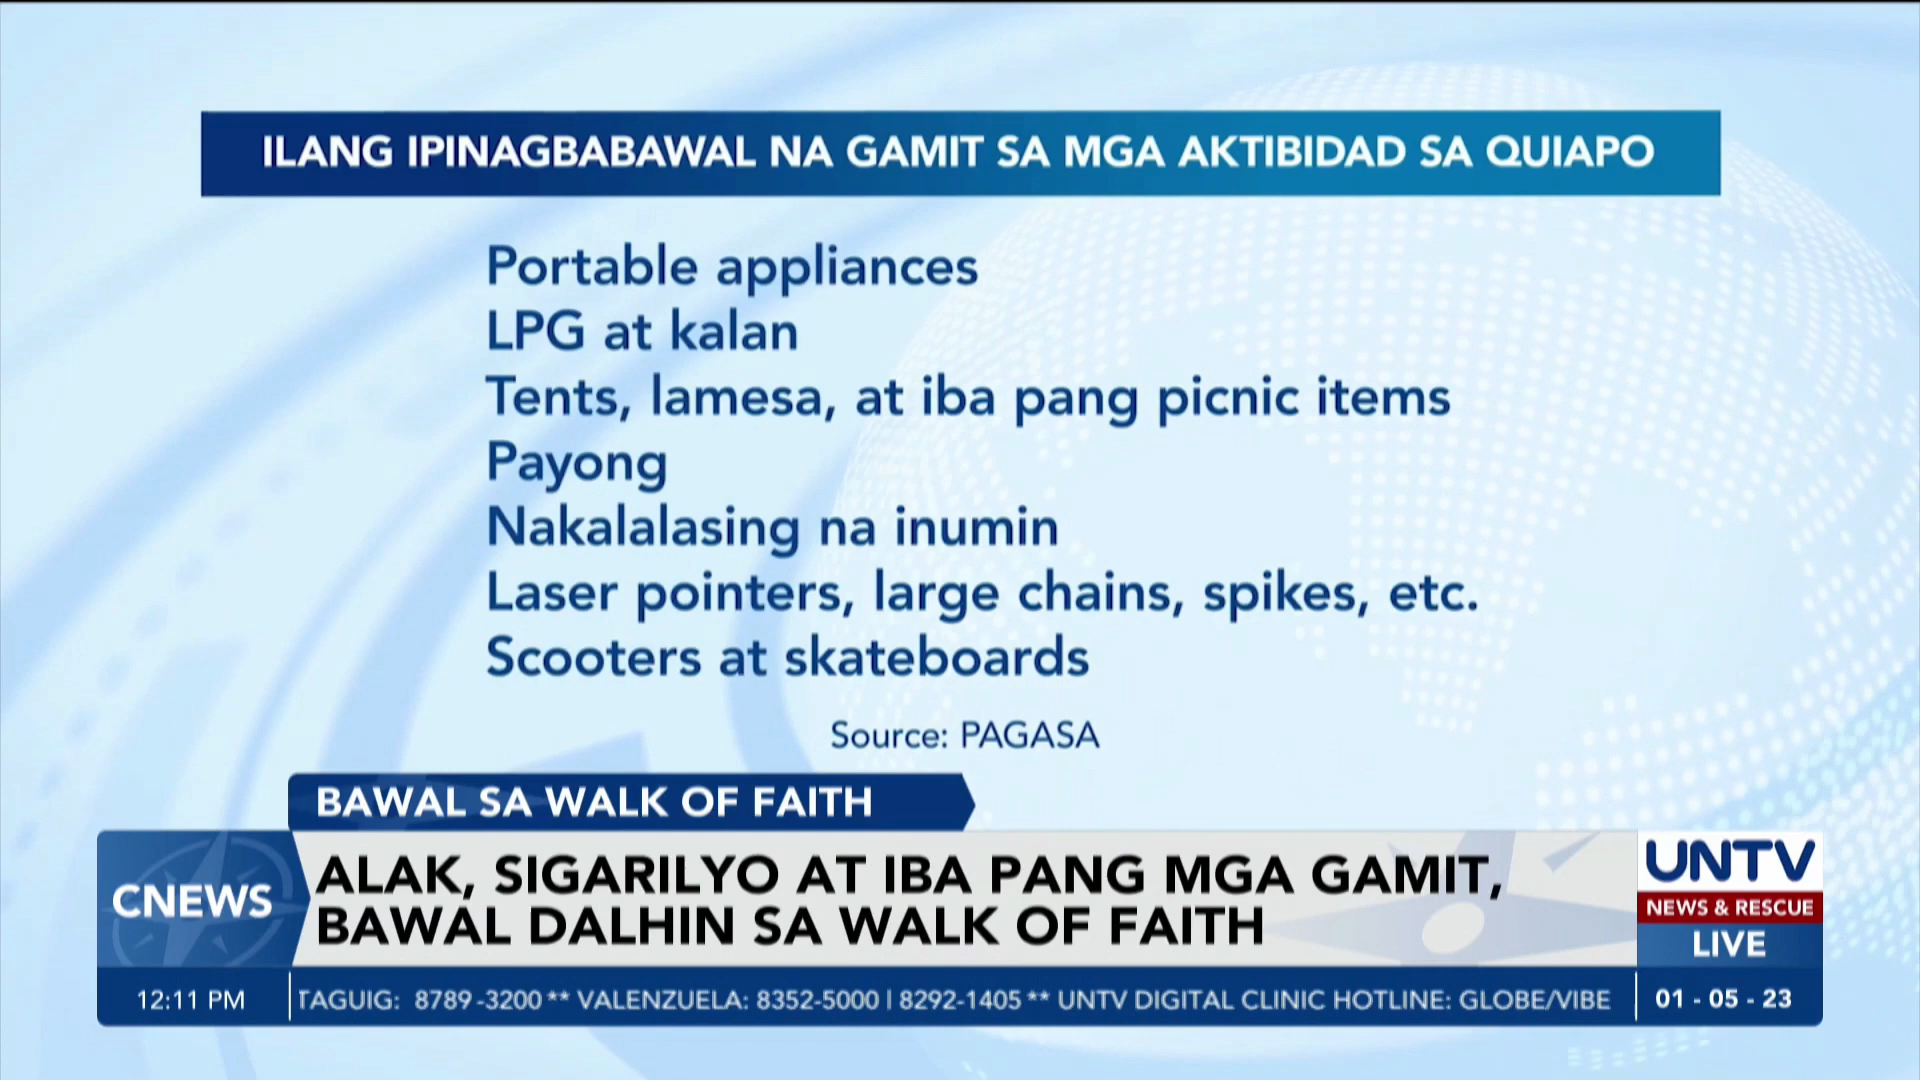 ILANG IPINAGBABAWAL NA GAMIT SA MGA AKTIBIDAD SA QUIAPO
Portable appliances
LPG at kalan
Tents, lamesa, at iba pang picnic items
Payong
Nakalalasing na inumin
Laser pointers, large chains, spikes, etc.
Scooters at skateboards
Source: PAGASA
BAWAL SA WALK OF FAITH
CNEWS
ALAK, SIGARILYO AT IBA PANG MGA GAMIT,
BAWAL DALHIN SA WALK OF FAITH
UNTV
NEWS & RESCUE
LIVE
12:11 PM
TAGUIG: 8789-3200 ** VALENZUELA: 8352-5000 | 8292-1405 ** UNTV DIGITAL CLINIC HOTLINE: GLOBE/VIBE
01 - 05 - 23